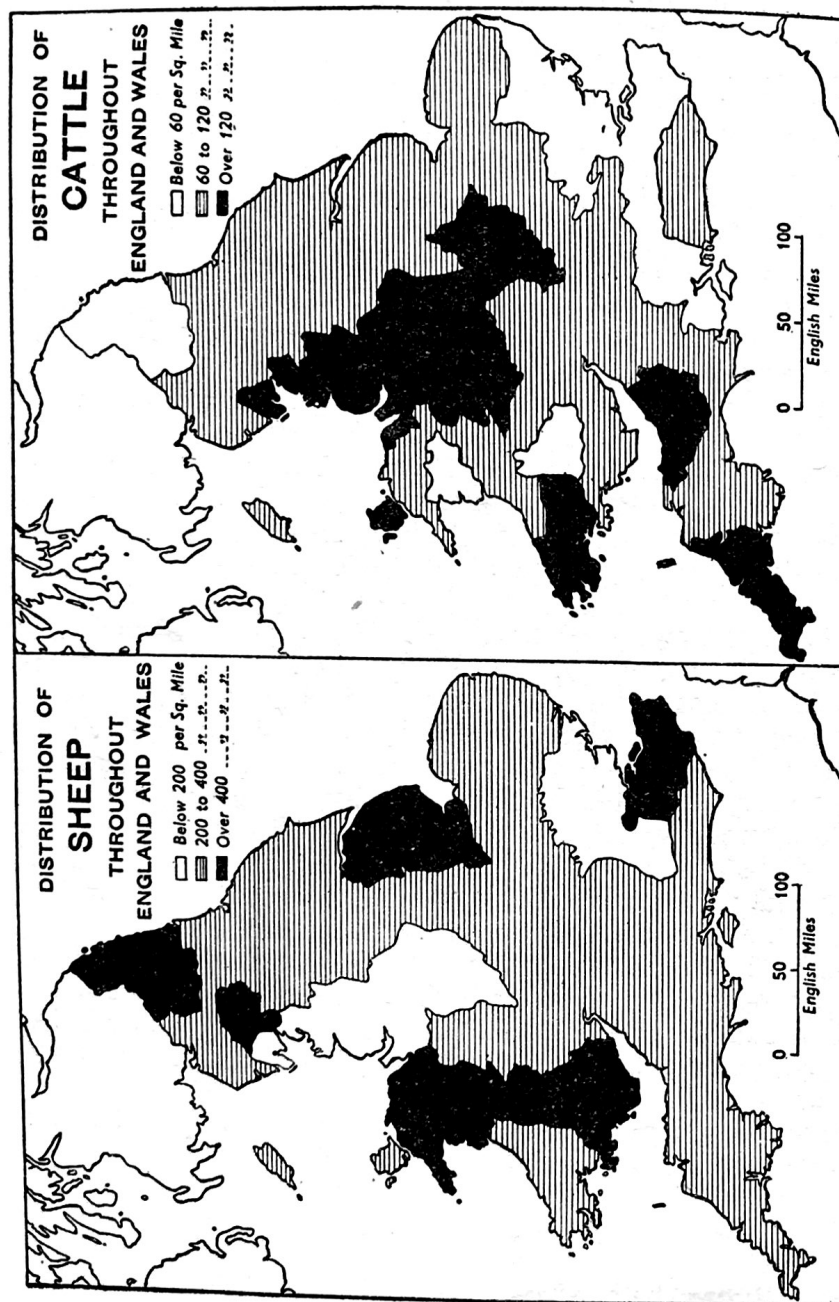 DISTRIBUTION OF
SHEEP
THROUGHOUT
ENGLAND AND WALES
Below 200 per Sq. Mile
200 to 400 „ „ „
Over 400 „ „ „
0 50 100
English Miles
DISTRIBUTION OF
CATTLE
THROUGHOUT
ENGLAND AND WALES
Below 60 per Sq. Mile
60 to 120 „ „ „
Over 120 „ „ „
0 50 100
English Miles